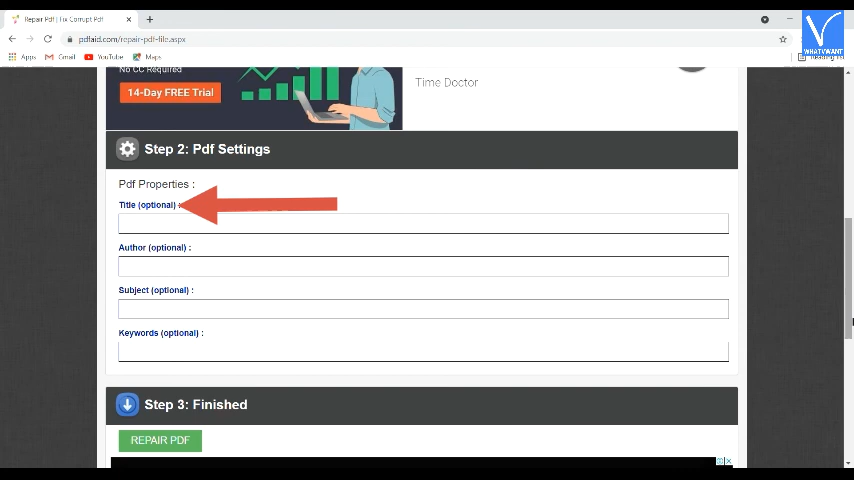 Repair Pdf | Fix Corrupt Pdf
pdfaid.com/repair-pdf-file.aspx
Apps Gmail YouTube Maps
WHATVWANT
No CC Required
14-Day FREE Trial
Time Doctor
Step 2: Pdf Settings
Pdf Properties :
Title (optional) :
Author (optional) :
Subject (optional) :
Keywords (optional) :
Step 3: Finished
REPAIR PDF